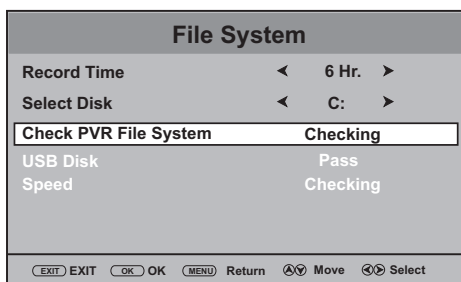 File System
Record Time 6 Hr.
Select Disk C:
Check PVR File System Checking
USB Disk Pass
Speed Checking
EXIT EXIT OK OK MENU Return Move Select